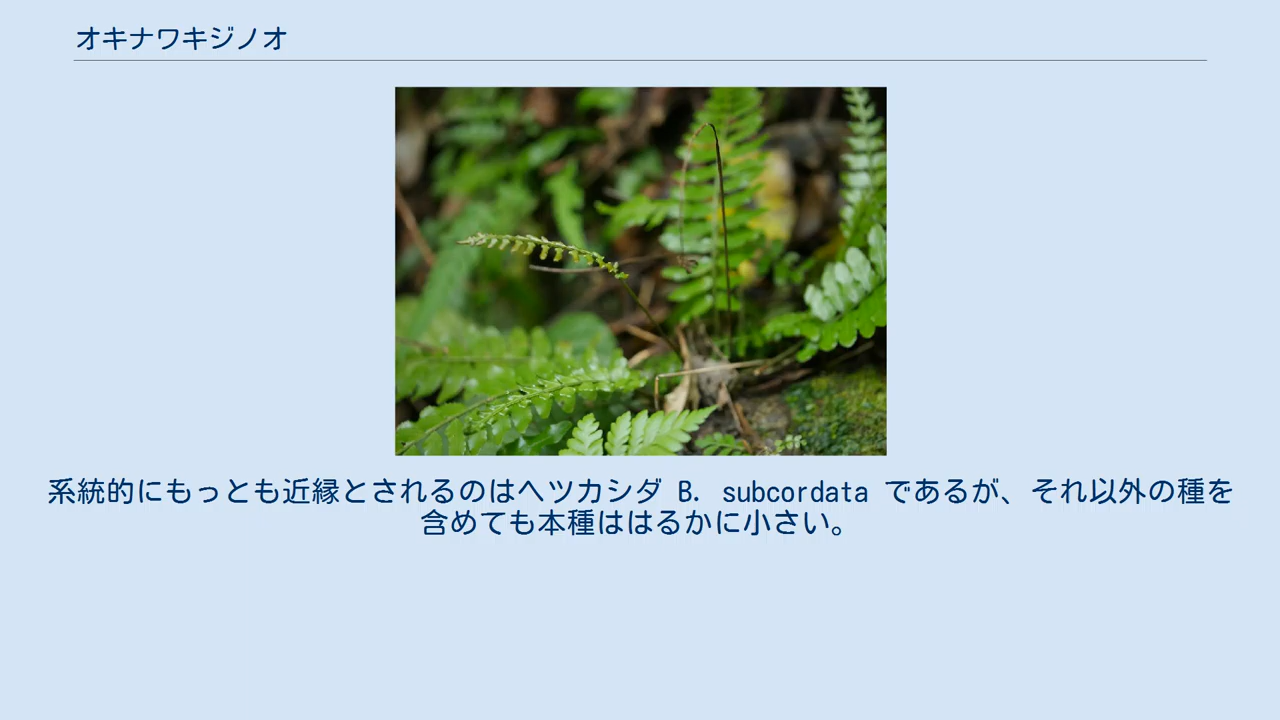 オキナワキジノオ
系統的にもっとも近縁とされるのはヘツカシダ B. subcordata であるが、それ以外の種を
含めても本種ははるかに小さい。